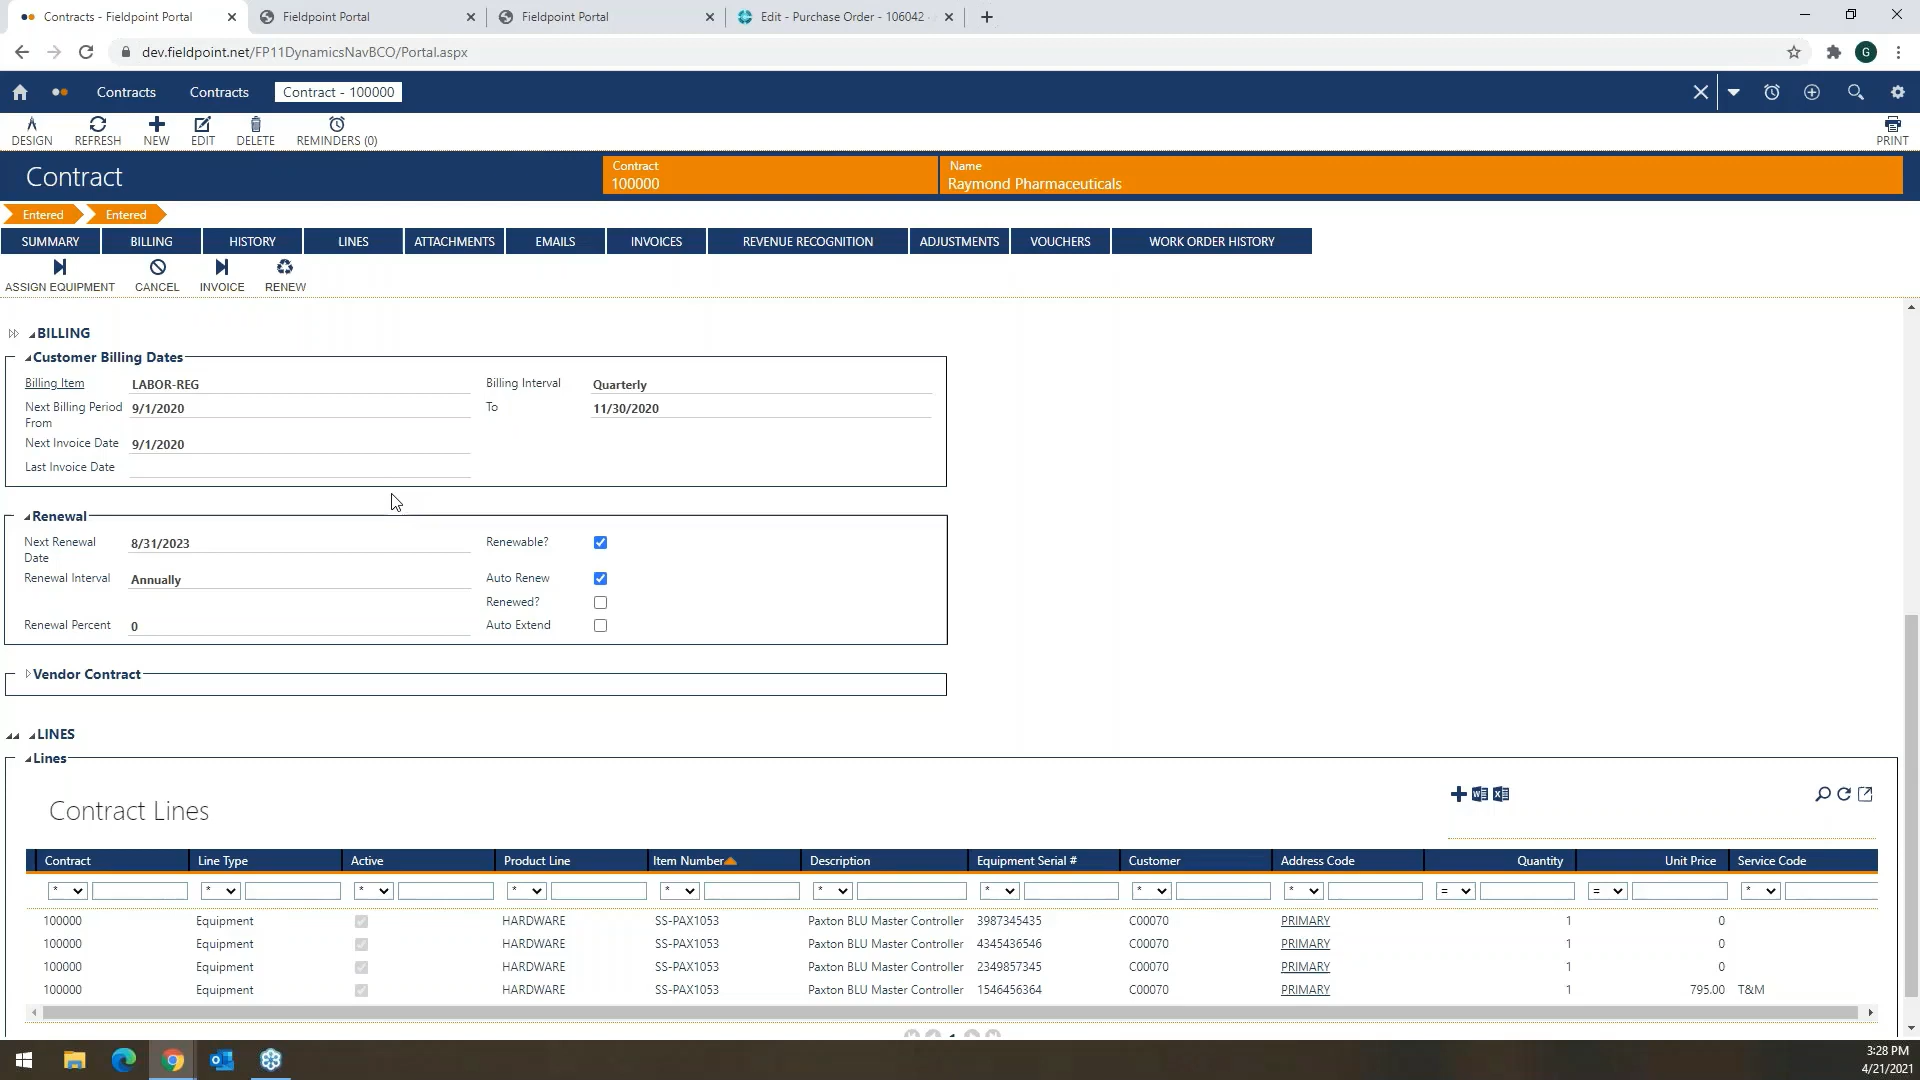 Contracts - Fieldpoint Portal
Fieldpoint Portal
Fieldpoint Portal
Edit - Purchase Order - 106042
dev.fieldpoint.net/FP11DynamicsNavBCO/Portal.aspx
G
Contracts Contracts Contract - 100000
DESIGN REFRESH NEW EDIT DELETE REMINDERS (0) PRINT
Contract
Contract
100000
Name
Raymond Pharmaceuticals
Entered Entered
SUMMARY BILLING HISTORY LINES ATTACHMENTS EMAILS INVOICES REVENUE RECOGNITION ADJUSTMENTS VOUCHERS WORK ORDER HISTORY
ASSIGN EQUIPMENT CANCEL INVOICE RENEW
BILLING
Customer Billing Dates
Billing Item LABOR-REG Billing Interval Quarterly
Next Billing Period From 9/1/2020 To 11/30/2020
Next Invoice Date 9/1/2020
Last Invoice Date
Renewal
Next Renewal Date 8/31/2023 Renewable?
Renewal Interval Annually Auto Renew
Renewed?
Renewal Percent 0 Auto Extend
Vendor Contract
LINES
Lines
Contract Lines
Contract Line Type Active Product Line Item Number Description Equipment Serial # Customer Address Code Quantity Unit Price Service Code
* * * * * * * * * = = *
100000 Equipment HARDWARE SS-PAX1053 Paxton BLU Master Controller 3987345435 C00070 PRIMARY 1 0
100000 Equipment HARDWARE SS-PAX1053 Paxton BLU Master Controller 4345436546 C00070 PRIMARY 1 0
100000 Equipment HARDWARE SS-PAX1053 Paxton BLU Master Controller 2349857345 C00070 PRIMARY 1 0
100000 Equipment HARDWARE SS-PAX1053 Paxton BLU Master Controller 1546456364 C00070 PRIMARY 1 795.00 T&M
3:28 PM
4/21/2021